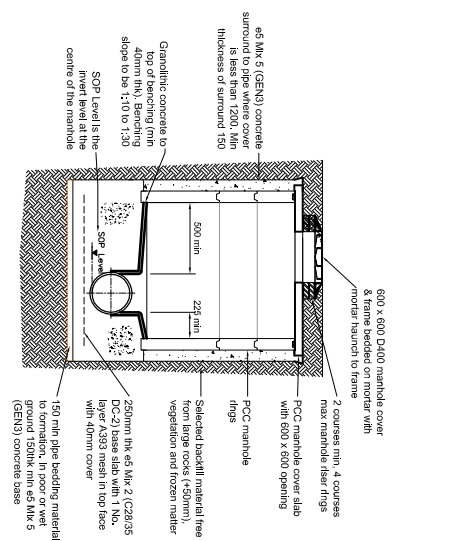 600 x 600 D400 manhole cover
& frame bedded on mortar with
mortar haunch to frame
2 courses min, 4 courses
max manhole riser rings
PCC manhole cover slab
with 600 x 600 opening
PCC manhole
rings
Selected backfill material free
from large rocks (+50mm),
vegetation and frozen matter
250mm thk e5 Mix 2 (C28/35
DC-2) base slab with 1 No.
layer A393 mesh in top face
with 40mm cover
150 min pipe bedding material
to formation. In poor or wet
ground 150thk min e5 Mix 5
(GEN3) concrete base
e5 Mix 5 (GEN3) concrete
surround to pipe where cover
is less than 1200. Min
thickness of surround 150
Granolithic concrete to
top of benching (min
40mm thk). Benching
slope to be 1:10 to 1:30
SOP Level is the
invert level at the
centre of the manhole
500 min
225 min
SOP Level